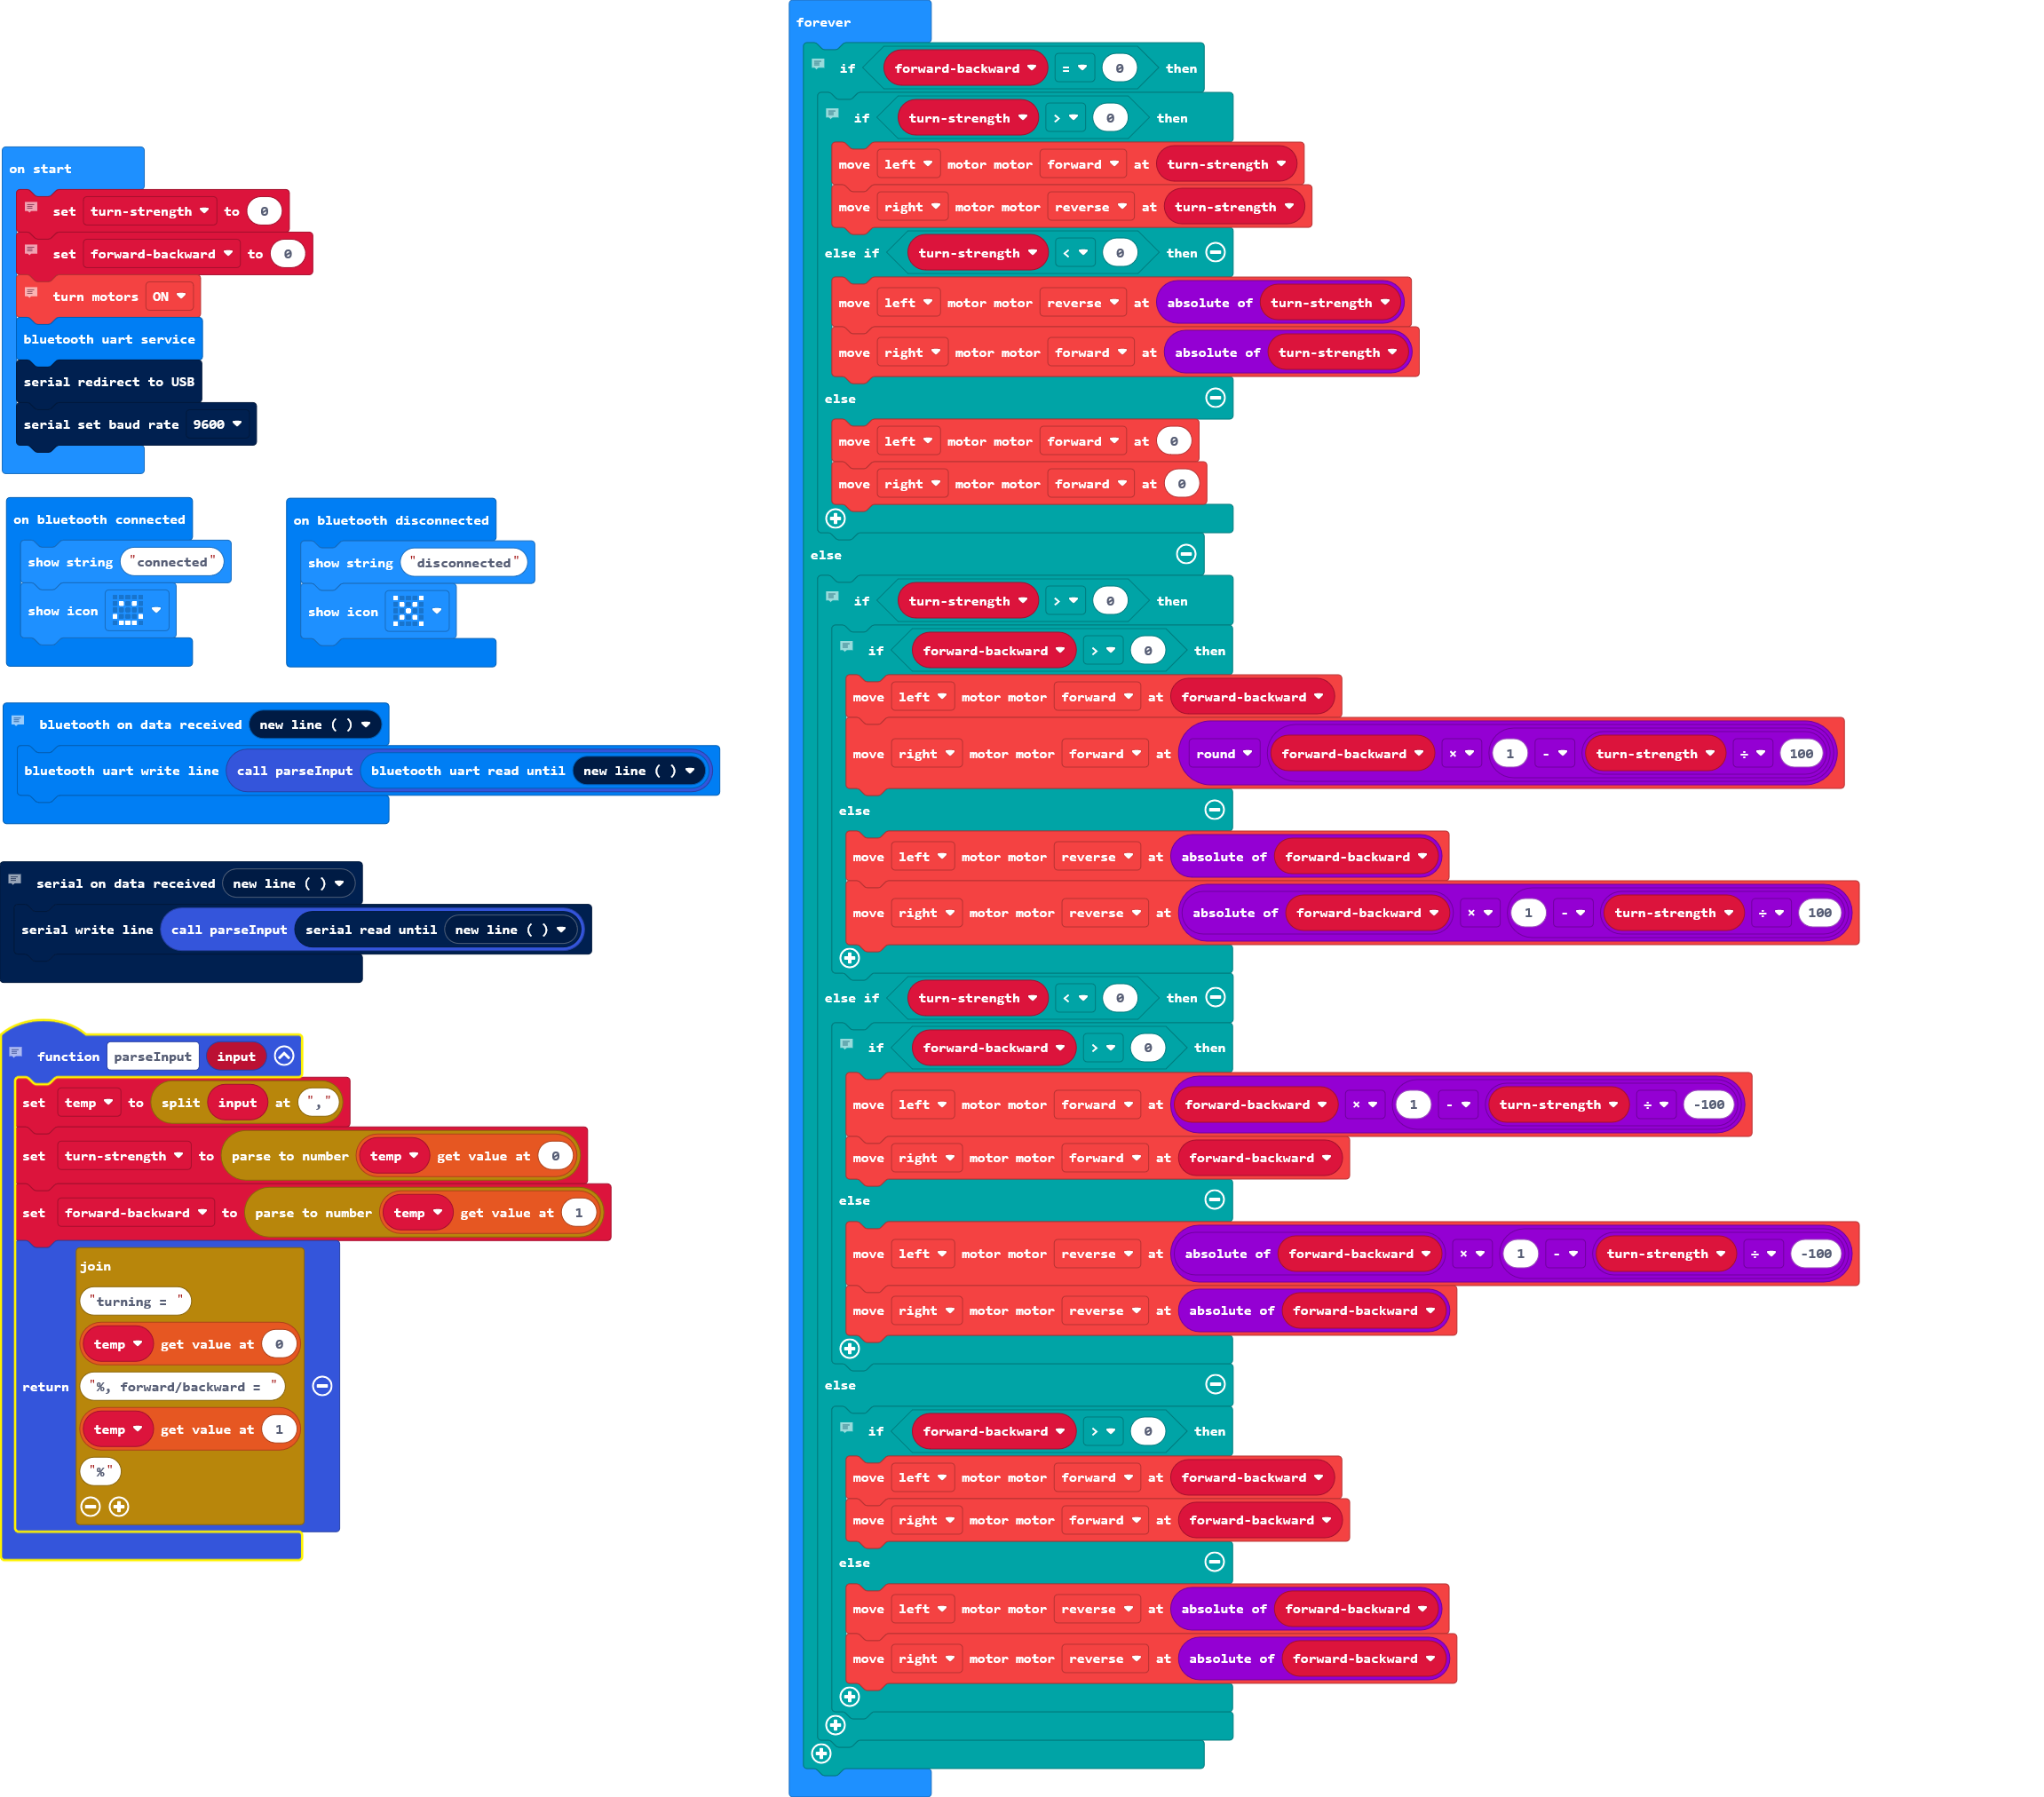 on start
set turn-strength to 0
set forward-backward to 0
turn motors ON
bluetooth uart service
serial redirect to USB
serial set baud rate 9600
on bluetooth connected
show string "connected"
show icon
on bluetooth disconnected
show string "disconnected"
show icon
bluetooth on data received new line ( )
bluetooth uart write line call parseInput bluetooth uart read until new line ( )
serial on data received new line ( )
serial write line call parseInput serial read until new line ( )
function parseInput input
set temp to split input at ","
set turn-strength to parse to number temp get value at 0
set forward-backward to parse to number temp get value at 1
join
"turning = "
temp get value at 0
return "%, forward/backward = "
temp get value at 1
"%"
forever
if forward-backward = 0 then
if turn-strength > 0 then
move left motor motor forward at turn-strength
move right motor motor reverse at turn-strength
else if turn-strength < 0 then
move left motor motor reverse at absolute of turn-strength
move right motor motor forward at absolute of turn-strength
else
move left motor motor forward at 0
move right motor motor forward at 0
else
if turn-strength > 0 then
if forward-backward > 0 then
move left motor motor forward at forward-backward
move right motor motor forward at round forward-backward × 1 - turn-strength ÷ 100
else
move left motor motor reverse at absolute of forward-backward
move right motor motor reverse at absolute of forward-backward × 1 - turn-strength ÷ 100
else if turn-strength < 0 then
if forward-backward > 0 then
move left motor motor forward at forward-backward × 1 - turn-strength ÷ -100
move right motor motor forward at forward-backward
else
move left motor motor reverse at absolute of forward-backward × 1 - turn-strength ÷ -100
move right motor motor reverse at absolute of forward-backward
else
if forward-backward > 0 then
move left motor motor forward at forward-backward
move right motor motor forward at forward-backward
else
move left motor motor reverse at absolute of forward-backward
move right motor motor reverse at absolute of forward-backward